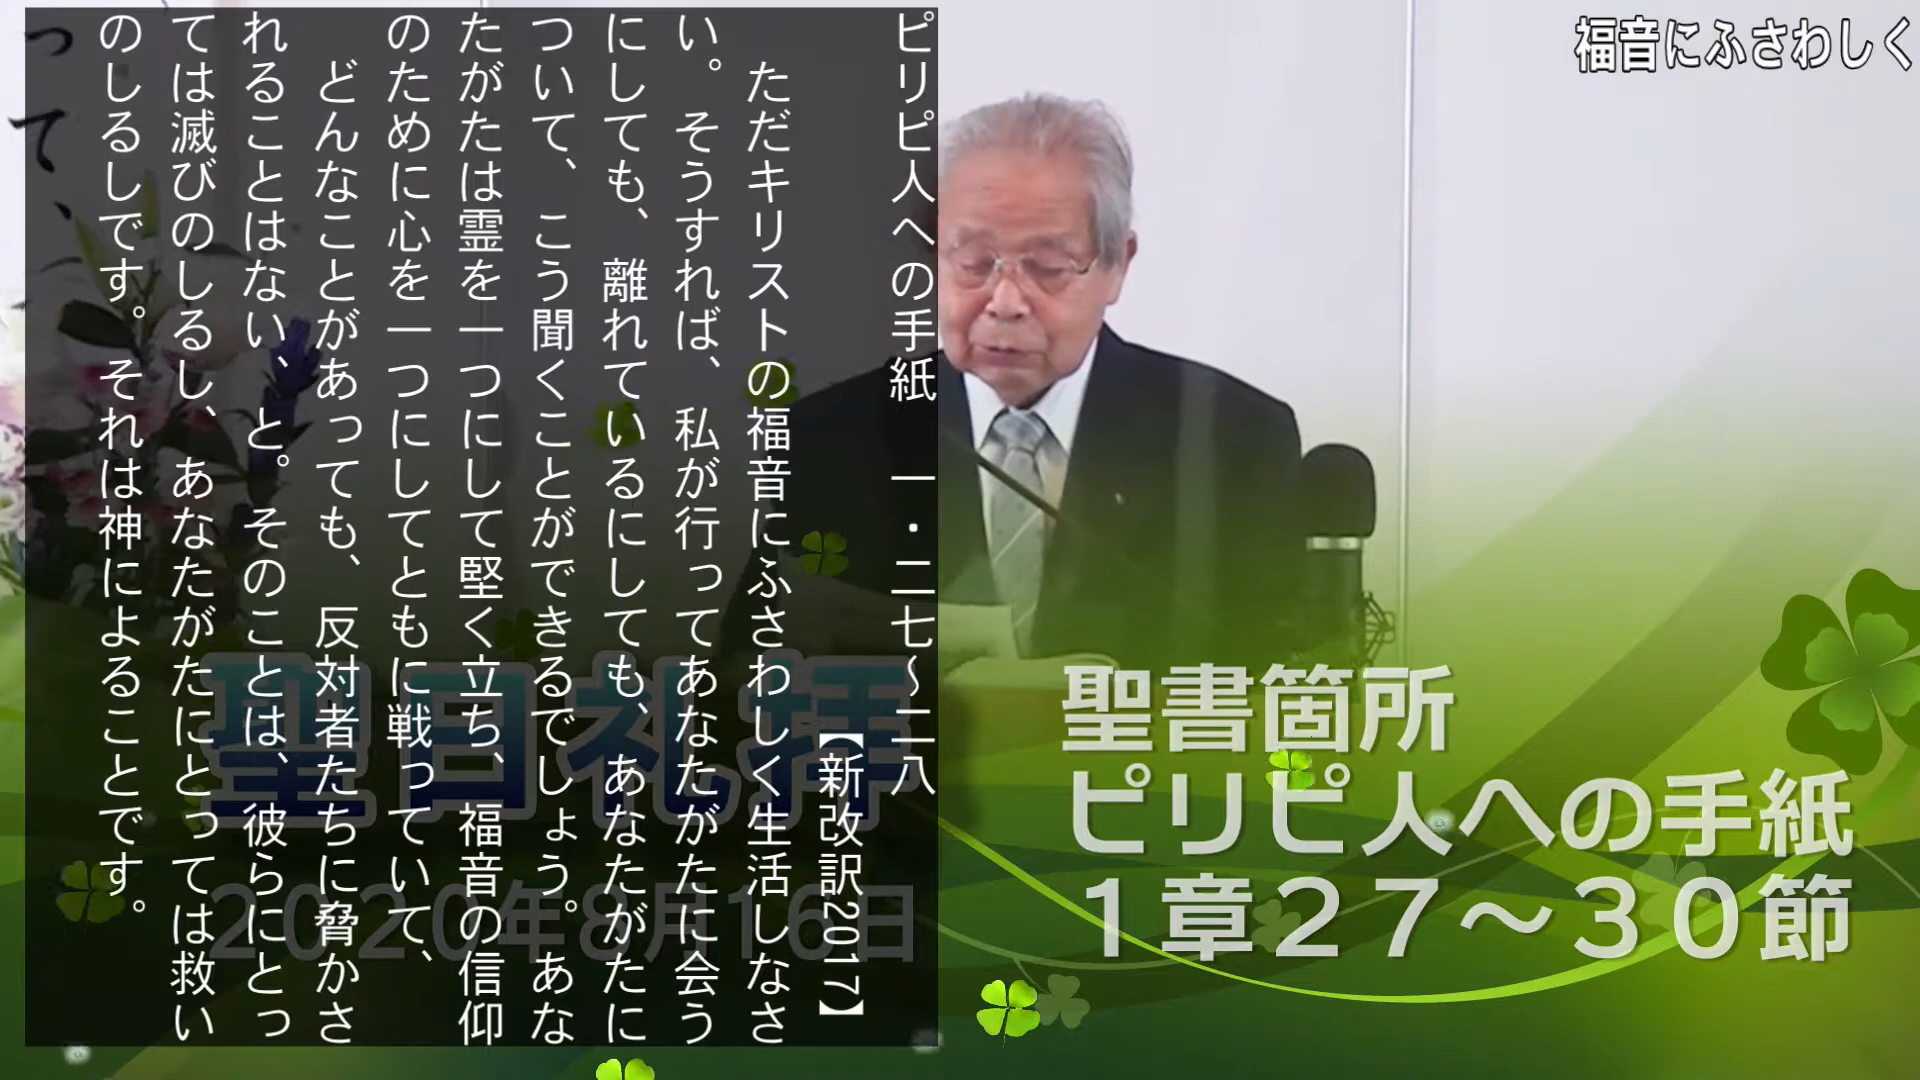 福音にふさわしく
ピリピ人への手紙　一・二七～二八
【新改訳2017】
ただキリストの福音にふさわしく生活しなさ
い。そうすれば、私が行ってあなたがたに会う
にしても、離れているにしても、あなたがたに
ついて、こう聞くことができるでしょう。あな
たがたは霊を一つにして堅く立ち、福音の信仰
のために心を一つにしてともに戦っていて、
どんなことがあっても、反対者たちに脅かさ
れることはない、と。そのことは、彼らにとっ
ては滅びのしるし、あなたがたにとっては救い
のしるしです。それは神によることです。
って、
聖日礼拝
2020年8月16日
聖書箇所
ピリピ人への手紙
１章２７～３０節